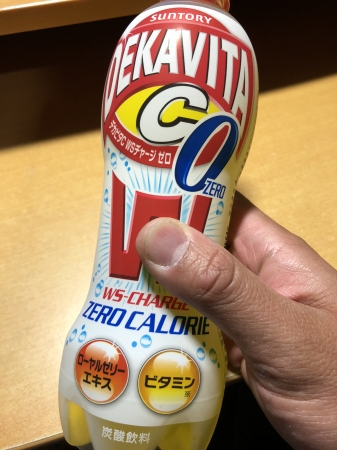 SUNTORY
DEKAVITA
C
デカビタC WSチャージ ゼロ
0
ZERO
W
WS-CHARGE
ZERO CALORIE
ローヤルゼリー
エキス
ビタミン
炭酸飲料